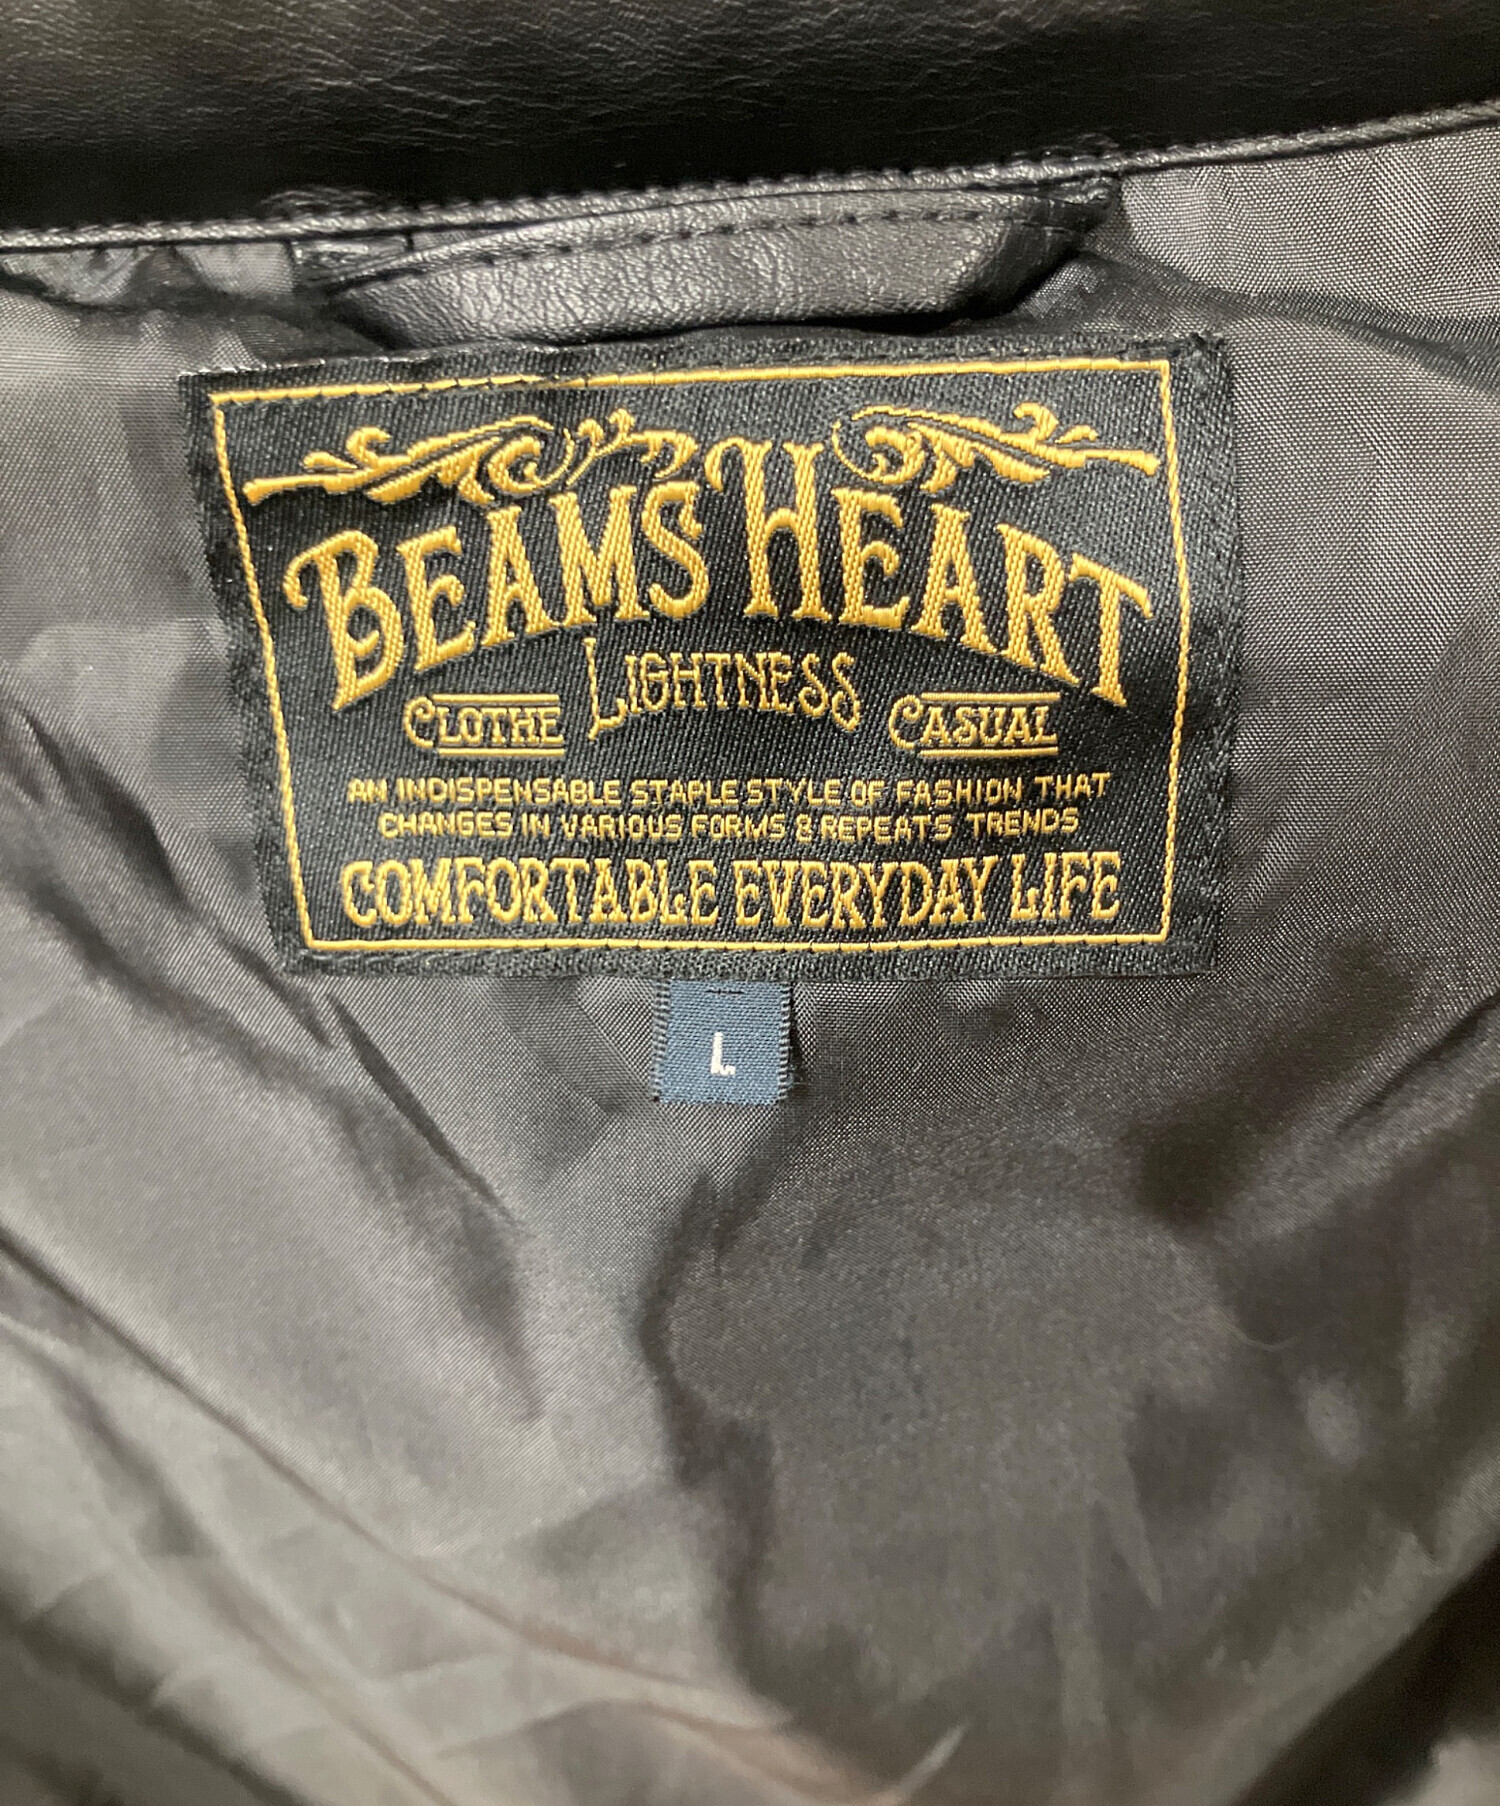 BEAMS HEART
CLOTHE LIGHTNESS CASUAL
AN INDISPENSABLE STAPLE STYLE OF FASHION THAT
CHANGES IN VARIOUS FORMS & REPEATS TRENDS
COMFORTABLE EVERYDAY LIFE
L